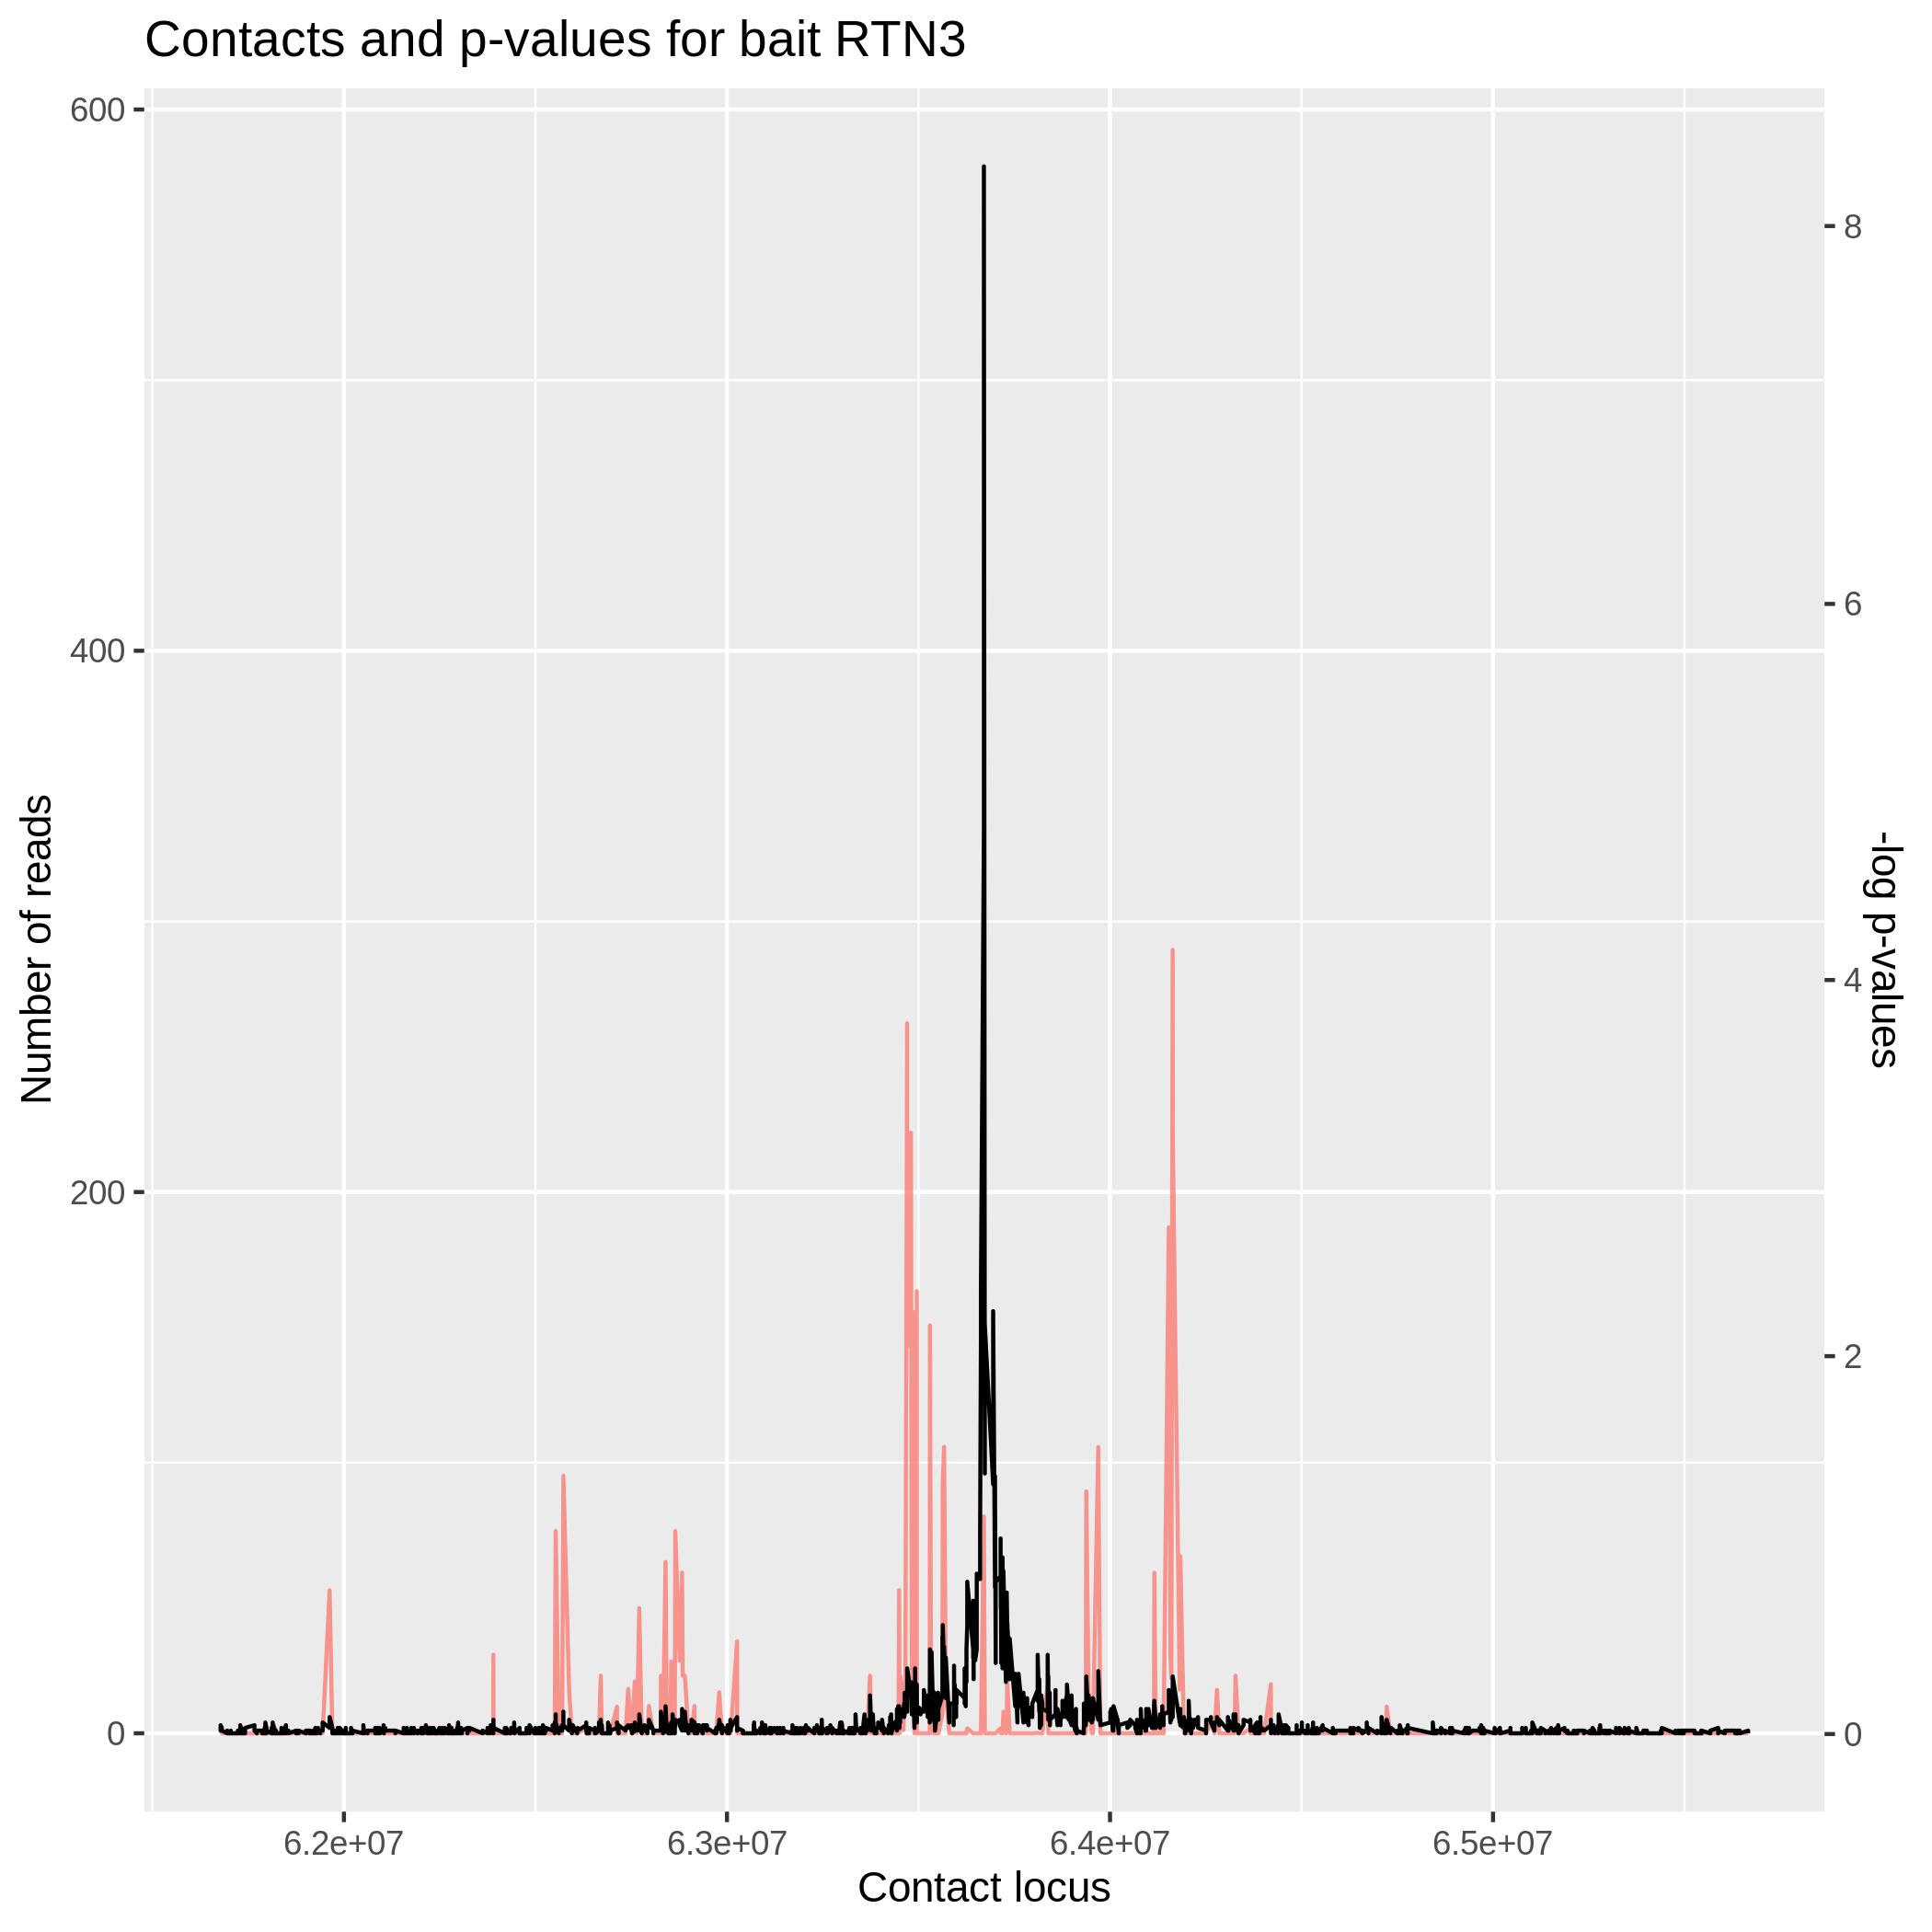 Contacts and p-values for bait RTN3
600
400
200
0
Number of reads
8
6
4
2
0
-log p-values
6.2e+07
6.3e+07
6.4e+07
6.5e+07
Contact locus